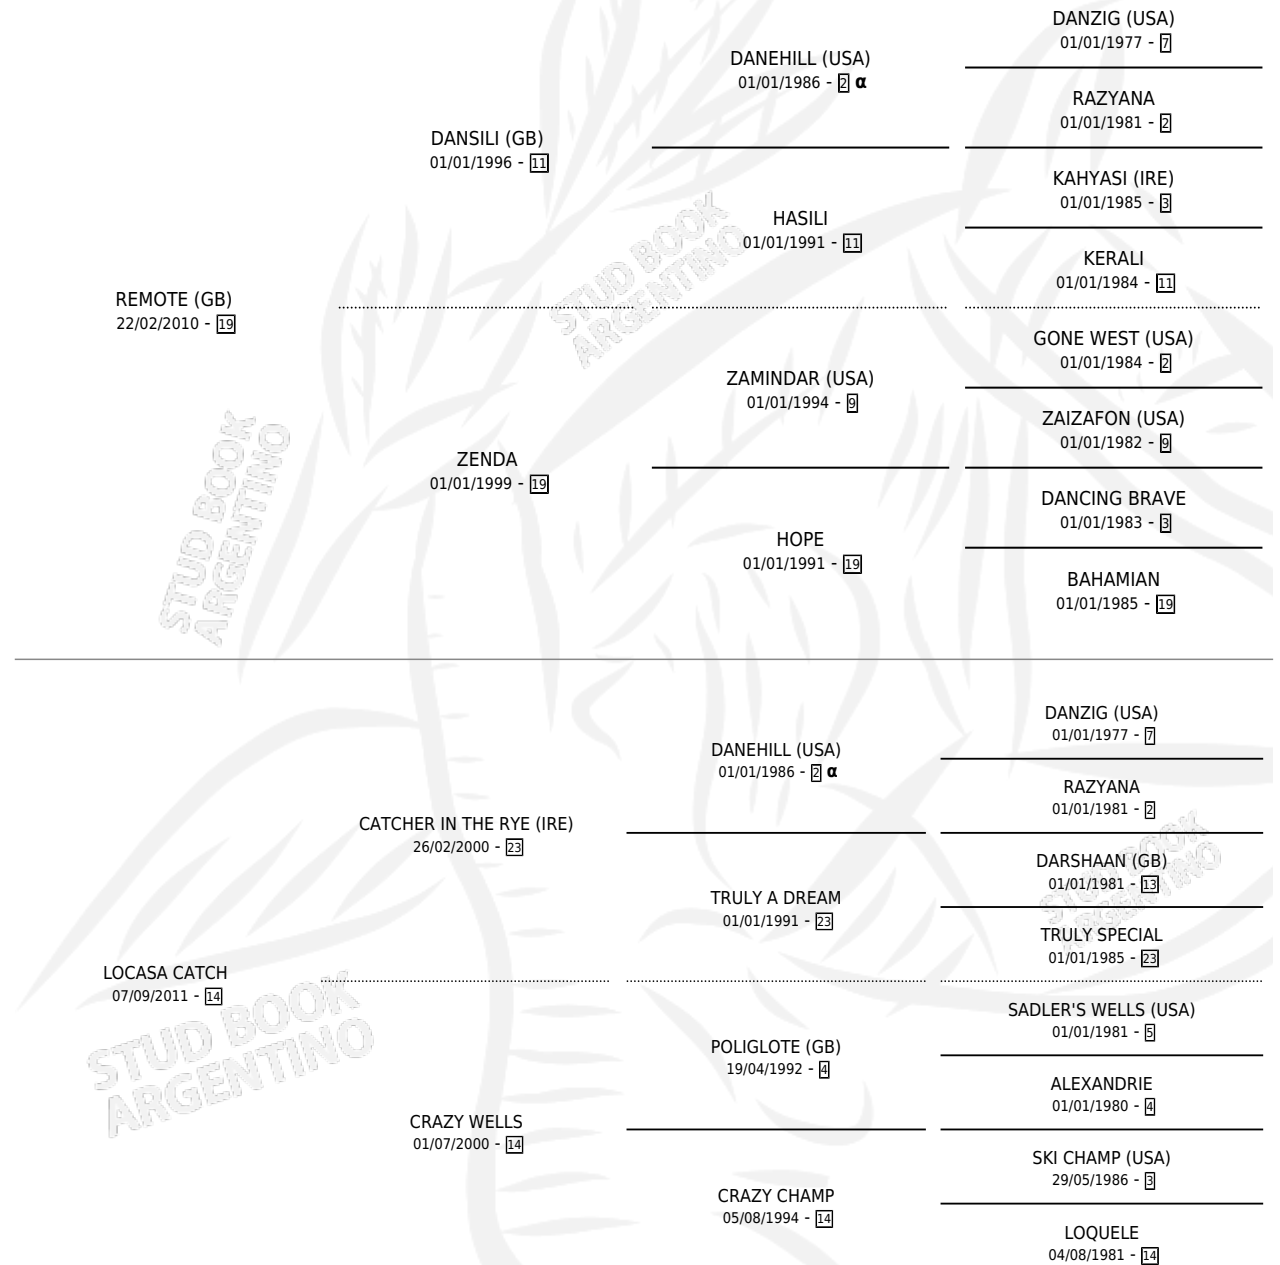 DANZIG (USA)
01/01/1977 - 7
DANEHILL (USA)
01/01/1986 - 2 α
RAZYANA
01/01/1981 - 2
DANSILI (GB)
01/01/1996 - 11
KAHYASI (IRE)
01/01/1985 - 3
HASILI
01/01/1991 - 11
KERALI
01/01/1984 - 11
REMOTE (GB)
22/02/2010 - 19
GONE WEST (USA)
01/01/1984 - 2
ZAMINDAR (USA)
01/01/1994 - 9
ZAIZAFON (USA)
01/01/1982 - 9
ZENDA
01/01/1999 - 19
DANCING BRAVE
01/01/1983 - 3
HOPE
01/01/1991 - 19
BAHAMIAN
01/01/1985 - 19
DANZIG (USA)
01/01/1977 - 7
DANEHILL (USA)
01/01/1986 - 2 α
RAZYANA
01/01/1981 - 2
CATCHER IN THE RYE (IRE)
26/02/2000 - 23
DARSHAAN (GB)
01/01/1981 - 13
TRULY A DREAM
01/01/1991 - 23
TRULY SPECIAL
01/01/1985 - 23
LOCASA CATCH
07/09/2011 - 14
SADLER'S WELLS (USA)
01/01/1981 - 5
POLIGLOTE (GB)
19/04/1992 - 4
ALEXANDRIE
01/01/1980 - 4
CRAZY WELLS
01/07/2000 - 14
SKI CHAMP (USA)
29/05/1986 - 3
CRAZY CHAMP
05/08/1994 - 14
LOQUELE
04/08/1981 - 14
STUD BOOK
ARGENTINO
STUD BOOK
ARGENTINO
STUD BOOK
ARGENTINO
STUD BOOK
ARGENTINO